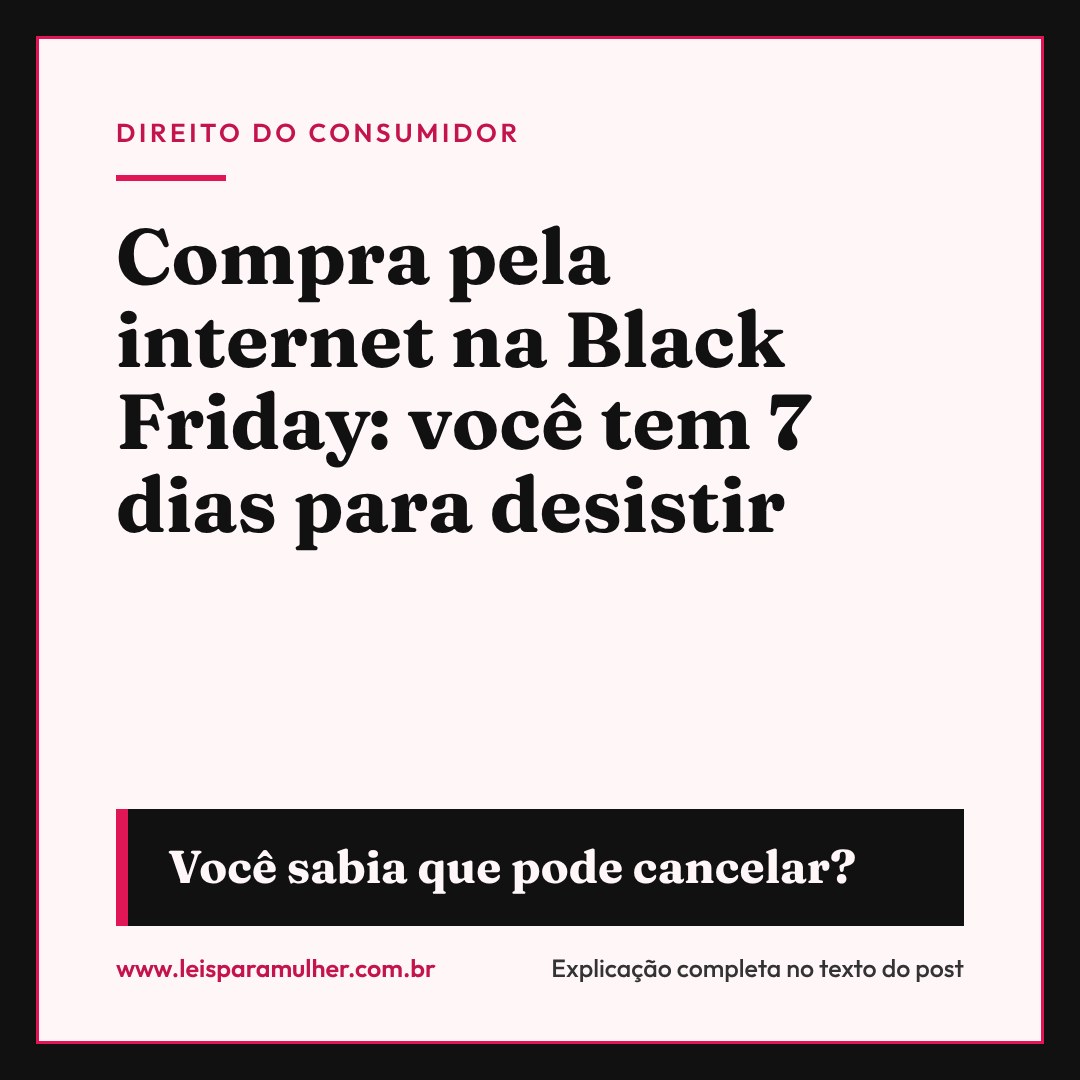 DIREITO DO CONSUMIDOR
Compra pela
internet na Black
Friday: você tem 7
dias para desistir
Você sabia que pode cancelar?
www.leisparamulher.com.br
Explicação completa no texto do post